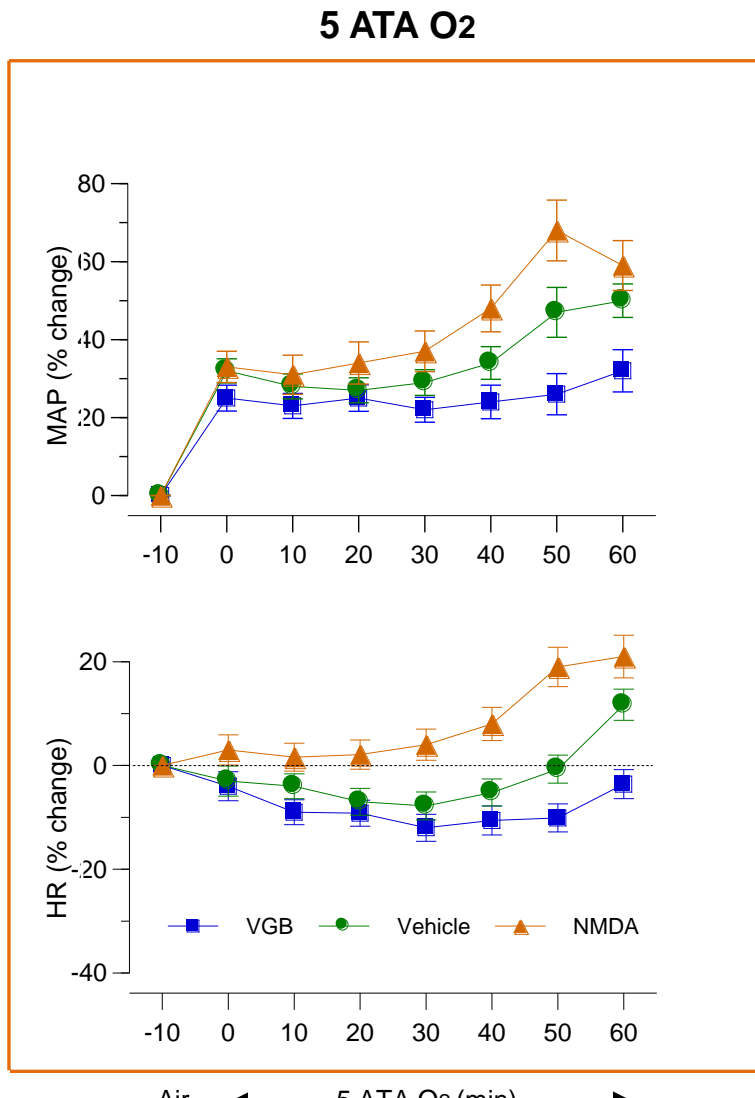 5 ATA O2
MAP (% change)
80
60
40
20
0
-10 0 10 20 30 40 50 60
HR (% change)
20
0
-20
-40
VGB Vehicle NMDA
-10 0 10 20 30 40 50 60
Air 5 ATA O2 (min)